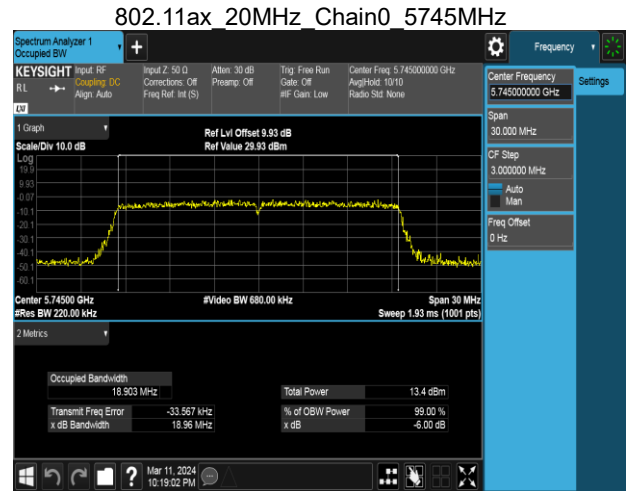 802.11ax_20MHz_Chain0_5745MHz
Spectrum Analyzer 1
Occupied BW
Frequency
KEYSIGHT
RL
Input: RF
Coupling: DC
Align: Auto
Input Z: 50 Ω
Corrections: Off
Freq Ref: Int (S)
Atten: 30 dB
Preamp: Off
Trig: Free Run
Gate: Off
#IF Gain: Low
Center Freq: 5.745000000 GHz
Avg|Hold: 10/10
Radio Std: None
LXI
Center Frequency
5.745000000 GHz
Settings
Span
30.000 MHz
CF Step
3.000000 MHz
Auto
Man
Freq Offset
0 Hz
1 Graph
Scale/Div 10.0 dB
Ref Lvl Offset 9.93 dB
Ref Value 29.93 dBm
Log
19.9
9.93
-0.07
-10.1
-20.1
-30.1
-40.1
-50.1
-60.1
Center 5.74500 GHz
#Res BW 220.00 kHz
#Video BW 680.00 kHz
Span 30 MHz
Sweep 1.93 ms (1001 pts)
2 Metrics
Occupied Bandwidth
18.903 MHz
Total Power 13.4 dBm
Transmit Freq Error -33.567 kHz
% of OBW Power 99.00 %
x dB Bandwidth 18.96 MHz
x dB -6.00 dB
?
Mar 11, 2024
10:19:02 PM